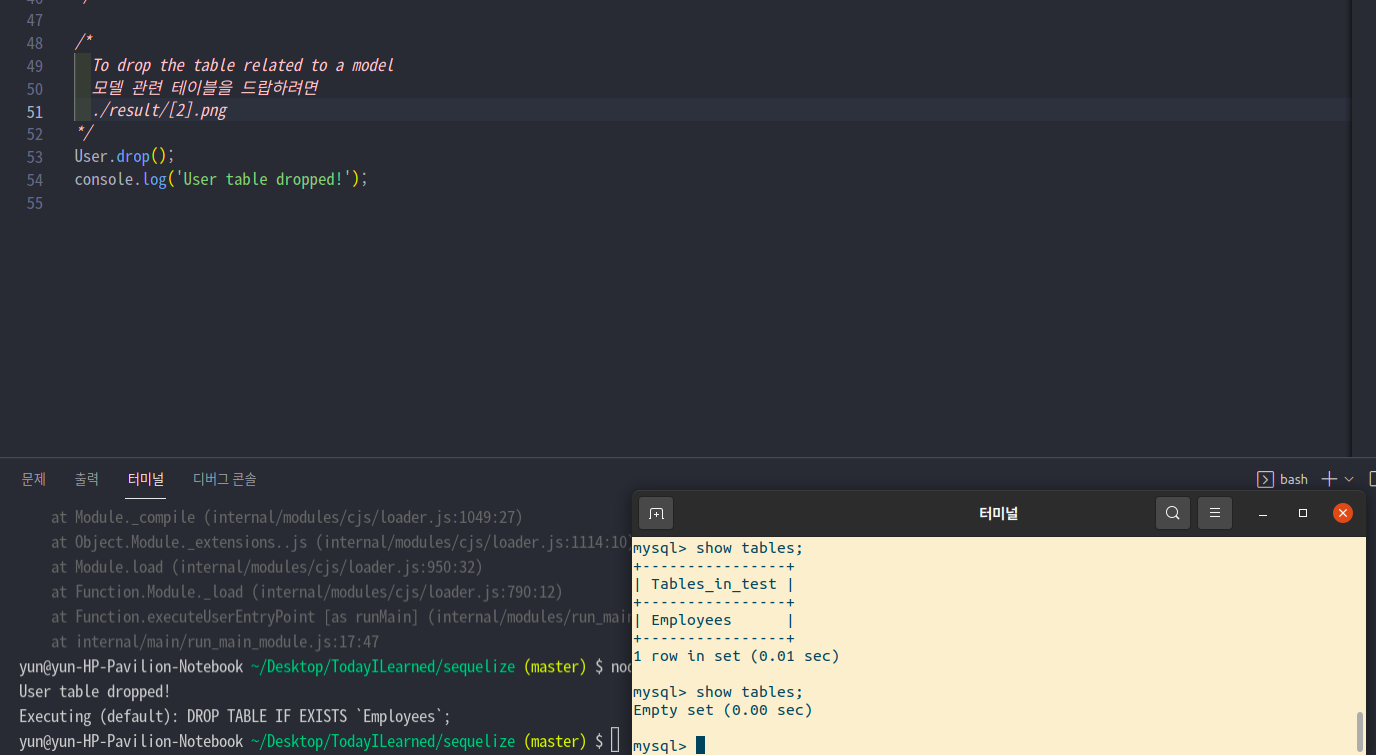 47
48 /*
49 To drop the table related to a model
50 모델 관련 테이블을 드랍하려면
51 ./result/[2].png
52 */
53 User.drop();
54 console.log('User table dropped!');
55
문제 출력 터미널 디버그 콘솔 bash
at Module._compile (internal/modules/cjs/loader.js:1049:27)
at Object.Module._extensions..js (internal/modules/cjs/loader.js:1114:10)
at Module.load (internal/modules/cjs/loader.js:950:32)
at Function.Module._load (internal/modules/cjs/loader.js:790:12)
at Function.executeUserEntryPoint [as runMain] (internal/modules/run_main
at internal/main/run_main_module.js:17:47
yun@yun-HP-Pavilion-Notebook ~/Desktop/TodayILearned/sequelize (master) $ nod
User table dropped!
Executing (default): DROP TABLE IF EXISTS `Employees`;
yun@yun-HP-Pavilion-Notebook ~/Desktop/TodayILearned/sequelize (master) $
터미널
mysql> show tables;
+----------------+
| Tables_in_test |
+----------------+
| Employees      |
+----------------+
1 row in set (0.01 sec)
mysql> show tables;
Empty set (0.00 sec)
mysql>